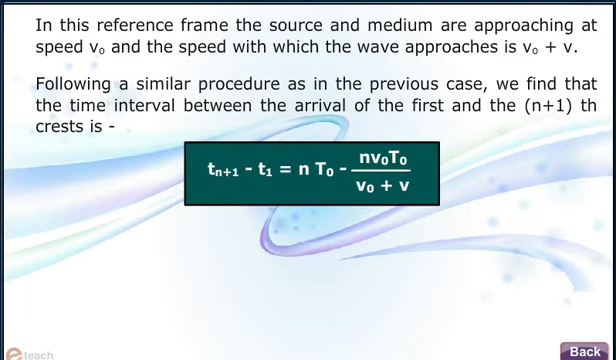 In this reference frame the source and medium are approaching at
speed v₀ and the speed with which the wave approaches is v₀ + v.
Following a similar procedure as in the previous case, we find that
the time interval between the arrival of the first and the (n+1) th
crests is -
tₙ₊₁ - t₁ = n T₀ - nv₀T₀ / v₀ + v
eteach
Back